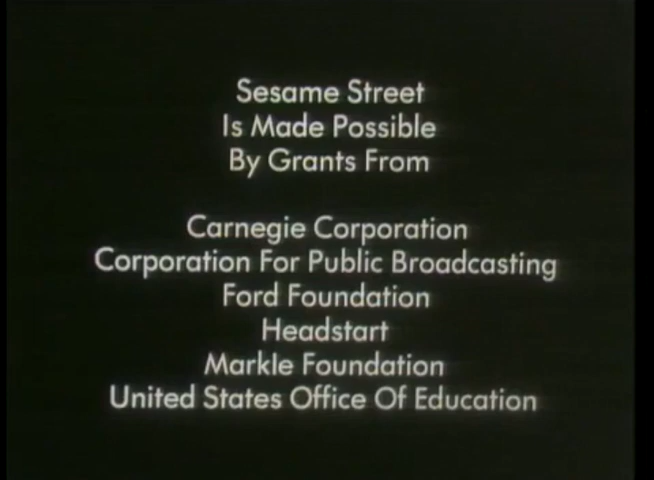 Sesame Street
Is Made Possible
By Grants From
Carnegie Corporation
Corporation For Public Broadcasting
Ford Foundation
Headstart
Markle Foundation
United States Office Of Education